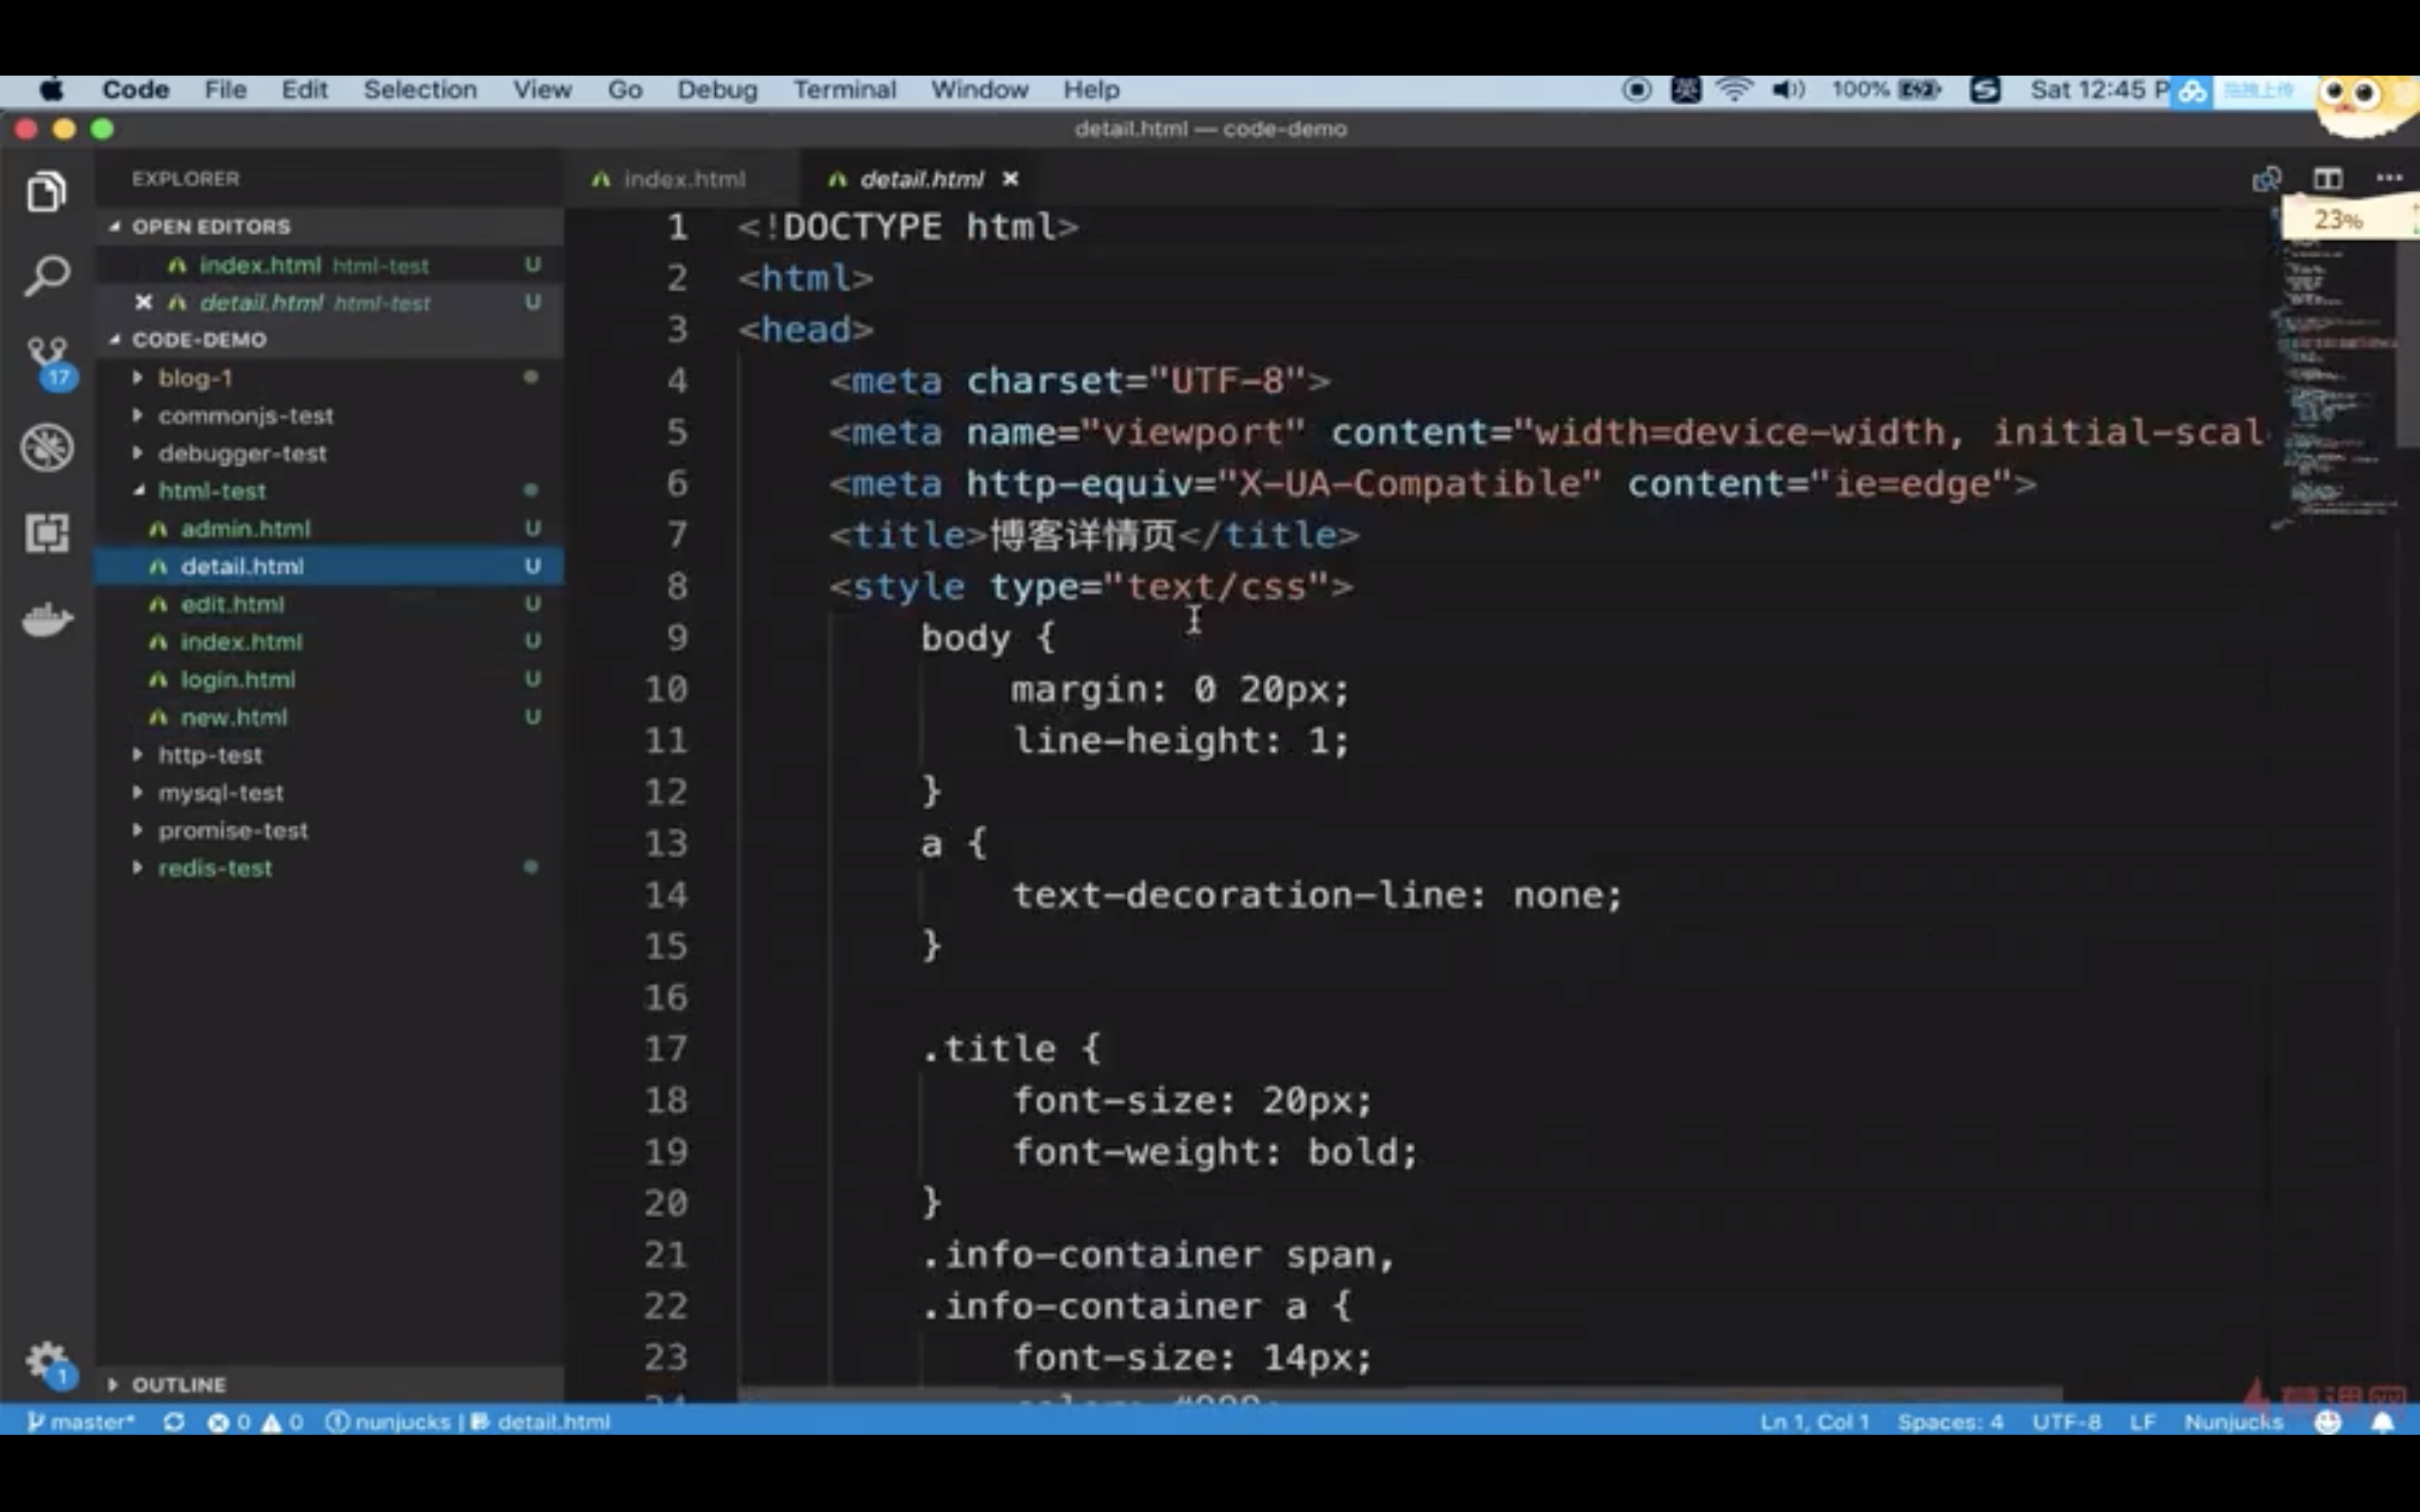 Code File Edit Selection View Go Debug Terminal Window Help 100% Sat 12:45 P 拖拽上传
detail.html — code-demo
EXPLORER
index.html
detail.html
23%
OPEN EDITORS
index.html html-test U
detail.html html-test U
CODE-DEMO
17
blog-1
commonjs-test
debugger-test
html-test
admin.html U
detail.html U
edit.html U
index.html U
login.html U
new.html U
http-test
mysql-test
promise-test
redis-test
OUTLINE
1
1 <!DOCTYPE html>
2 <html>
3 <head>
4 <meta charset="UTF-8">
5 <meta name="viewport" content="width=device-width, initial-scal
6 <meta http-equiv="X-UA-Compatible" content="ie=edge">
7 <title>博客详情页</title>
8 <style type="text/css">
9 body {
10 margin: 0 20px;
11 line-height: 1;
12 }
13 a {
14 text-decoration-line: none;
15 }
16
17 .title {
18 font-size: 20px;
19 font-weight: bold;
20 }
21 .info-container span,
22 .info-container a {
23 font-size: 14px;
慕课网
master* 0 0 nunjucks | detail.html Ln 1, Col 1 Spaces: 4 UTF-8 LF Nunjucks